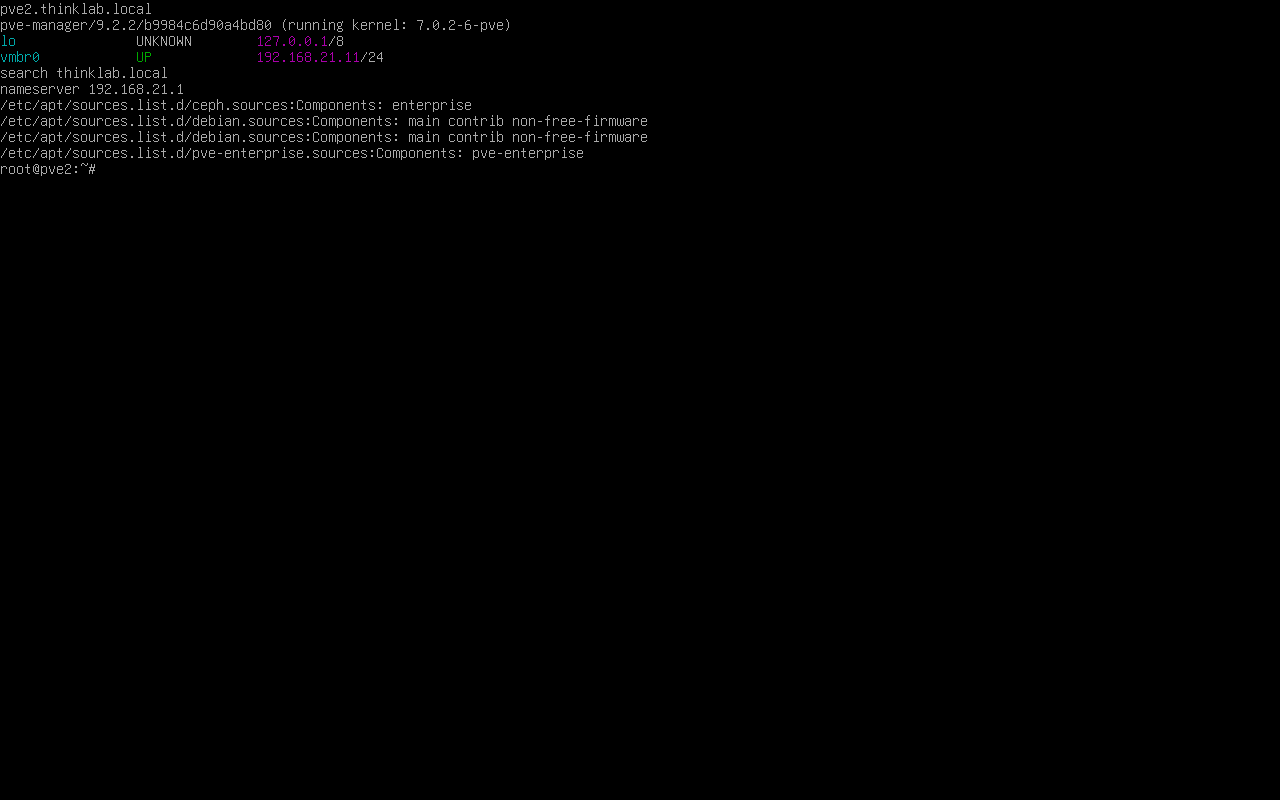 pve2.thinklab.local
pve-manager/9.2.2/b9984c6d90a4bd80 (running kernel: 7.0.2-6-pve)
lo               UNKNOWN        127.0.0.1/8
vmbr0            UP             192.168.21.11/24
search thinklab.local
nameserver 192.168.21.1
/etc/apt/sources.list.d/ceph.sources:Components: enterprise
/etc/apt/sources.list.d/debian.sources:Components: main contrib non-free-firmware
/etc/apt/sources.list.d/debian.sources:Components: main contrib non-free-firmware
/etc/apt/sources.list.d/pve-enterprise.sources:Components: pve-enterprise
root@pve2:~#